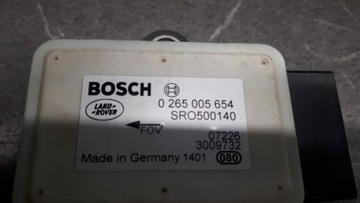 BOSCH
0 265 005 654
LAND-
ROVER
SRO500140
FOV
07226
3009732
Made in Germany 1401
080